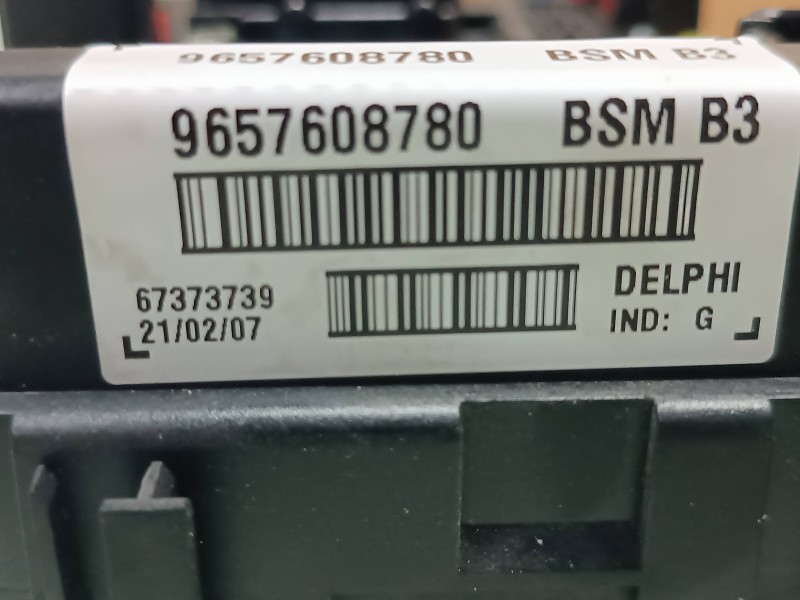 9657608780 BSM B3
9657608780 BSM B3
67373739
21/02/07
DELPHI
IND: G